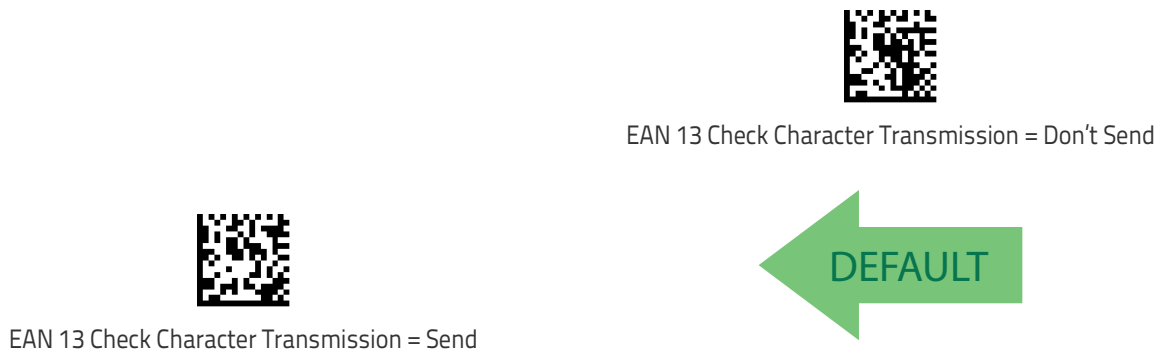 EAN 13 Check Character Transmission = Don't Send
DEFAULT
EAN 13 Check Character Transmission = Send